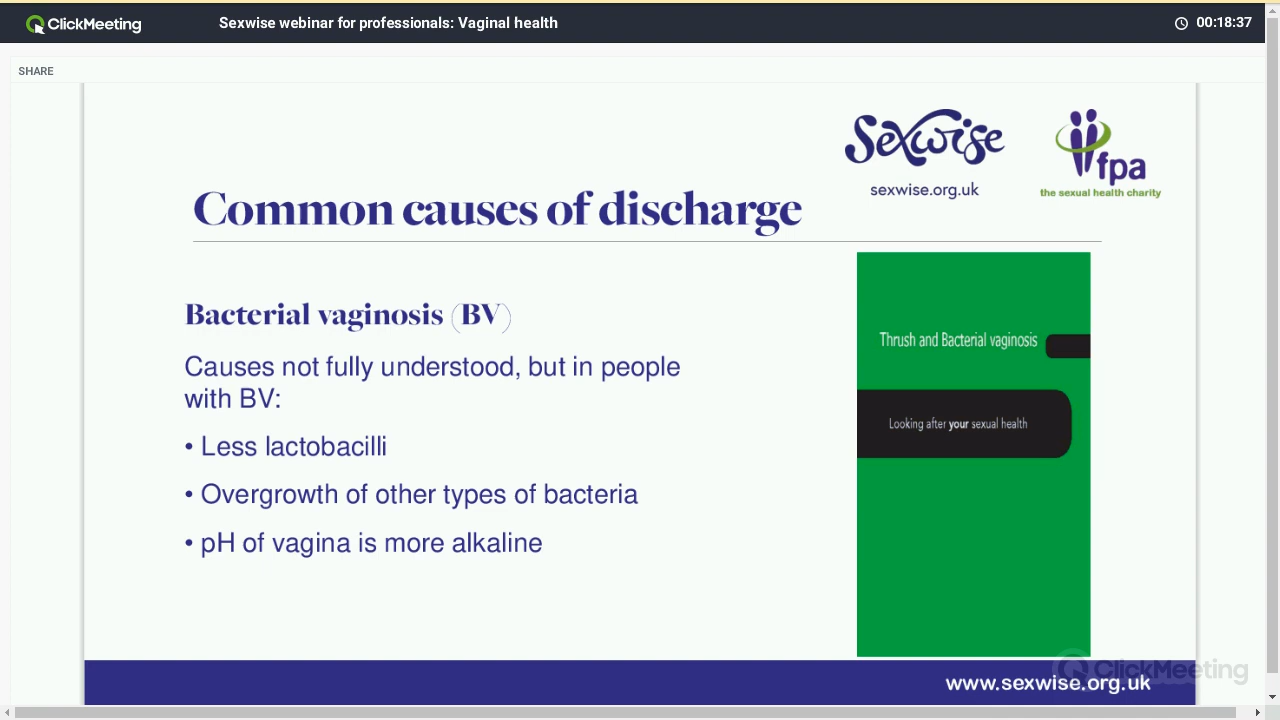 ClickMeeting
Sexwise webinar for professionals: Vaginal health
00:18:37
SHARE
Sexwise
sexwise.org.uk
fpa
the sexual health charity
Common causes of discharge
Bacterial vaginosis (BV)
Causes not fully understood, but in people
with BV:
• Less lactobacilli
• Overgrowth of other types of bacteria
• pH of vagina is more alkaline
Thrush and Bacterial vaginosis
Looking after your sexual health
ClickMeeting
www.sexwise.org.uk